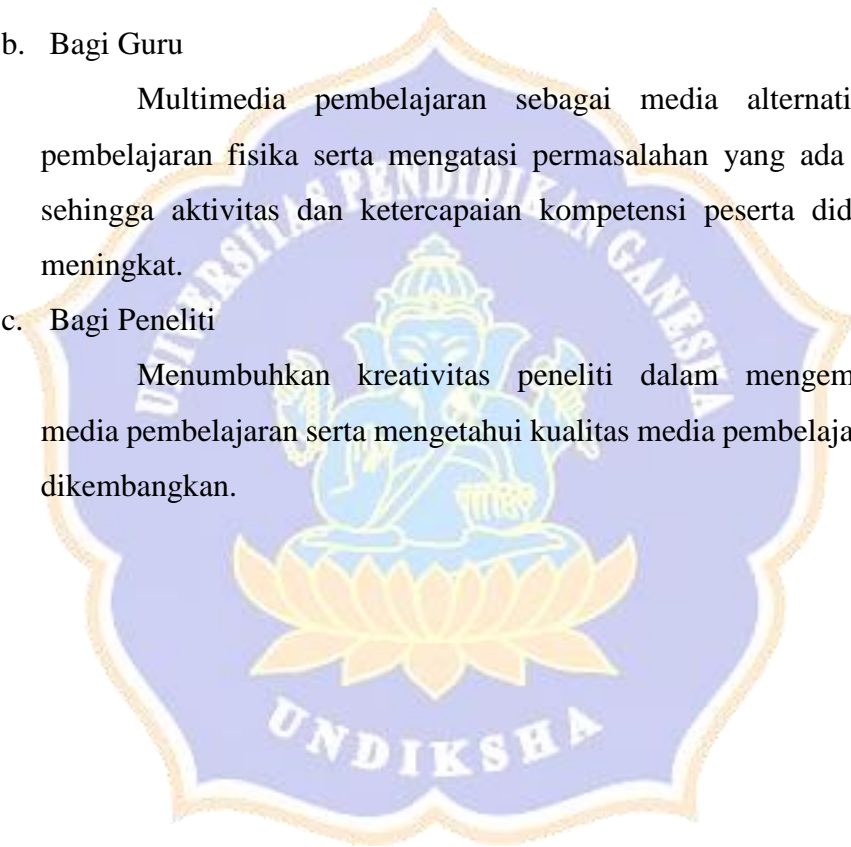 b. Bagi Guru
Multimedia pembelajaran sebagai media alternati
pembelajaran fisika serta mengatasi permasalahan yang ada
sehingga aktivitas dan ketercapaian kompetensi peserta did
meningkat.
c. Bagi Peneliti
Menumbuhkan kreativitas peneliti dalam mengem
media pembelajaran serta mengetahui kualitas media pembelaja
dikembangkan.
UNIVERSITAS PENDIDIKAN GANESHA
UNDIKSHA